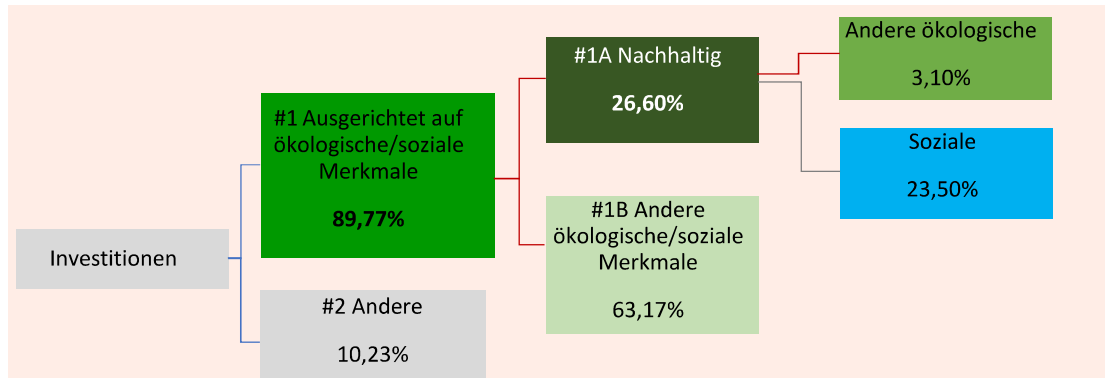 Investitionen
#1 Ausgerichtet auf
ökologische/soziale
Merkmale
89,77%
#2 Andere
10,23%
#1A Nachhaltig
26,60%
#1B Andere
ökologische/soziale
Merkmale
63,17%
Andere ökologische
3,10%
Soziale
23,50%